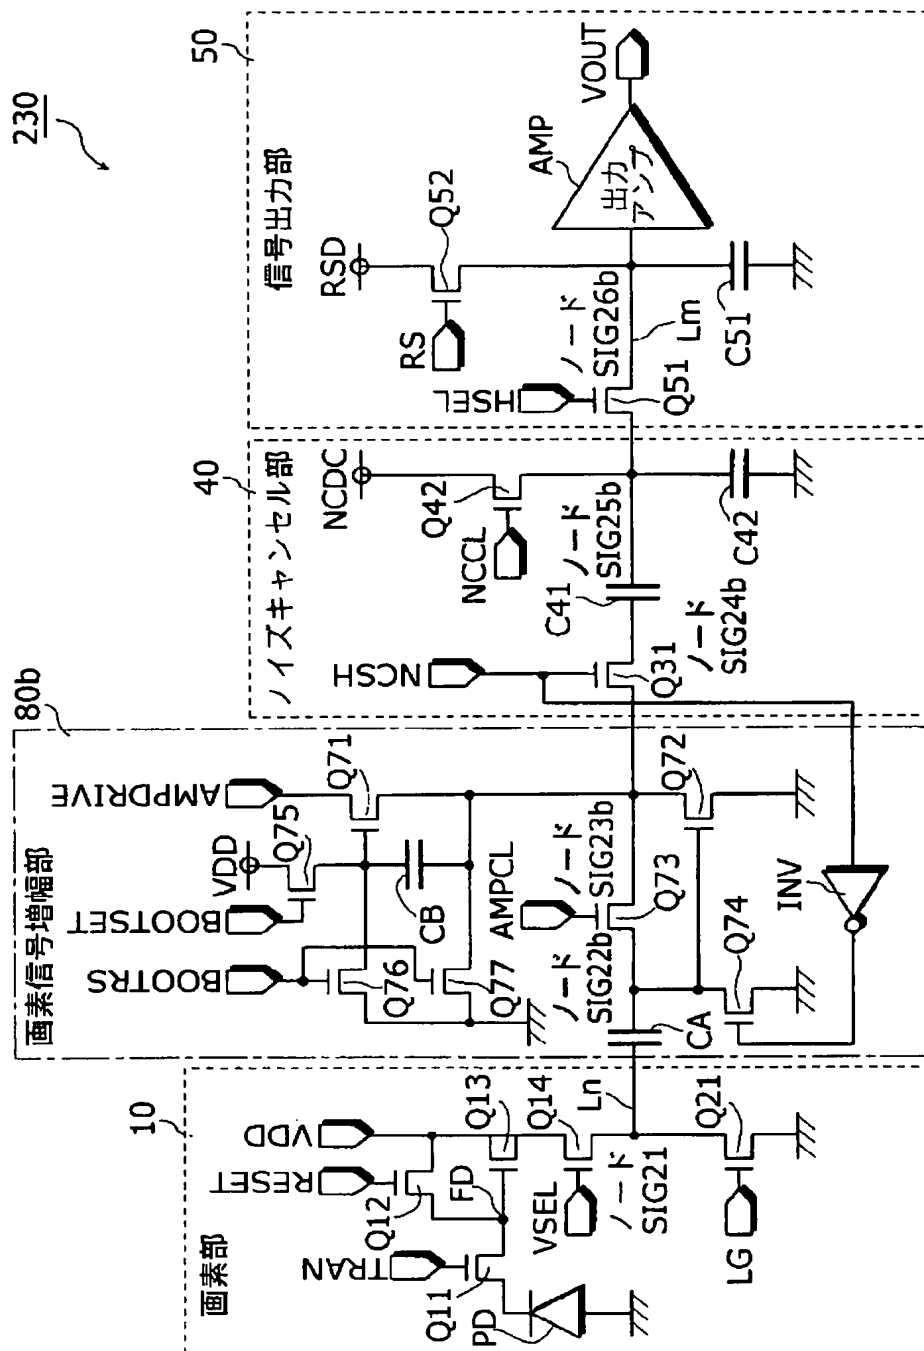 230
画素部
10
TRAN
RESET
VDD
Q11
Q12
Q13
FD
PD
VSEL
Q14
ノード
SIG21
LG
Q21
Ln
画素信号増幅部
80b
BOOTRS
BOOTSET
VDD
AMPDRIVE
Q75
Q71
Q76
Q77
CB
AMPCL
ノード
SIG22b
ノード
SIG23b
Q73
CA
Q74
Q72
INV
ノイズキャンセル部
40
NCSH
Q31
ノード
SIG24b
C41
NCCL
NCDC
Q42
ノード
SIG25b
C42
信号出力部
50
HSEL
Q51
ノード
SIG26b
Lm
RS
RSD
Q52
C51
AMP
出力
アンプ
VOUT